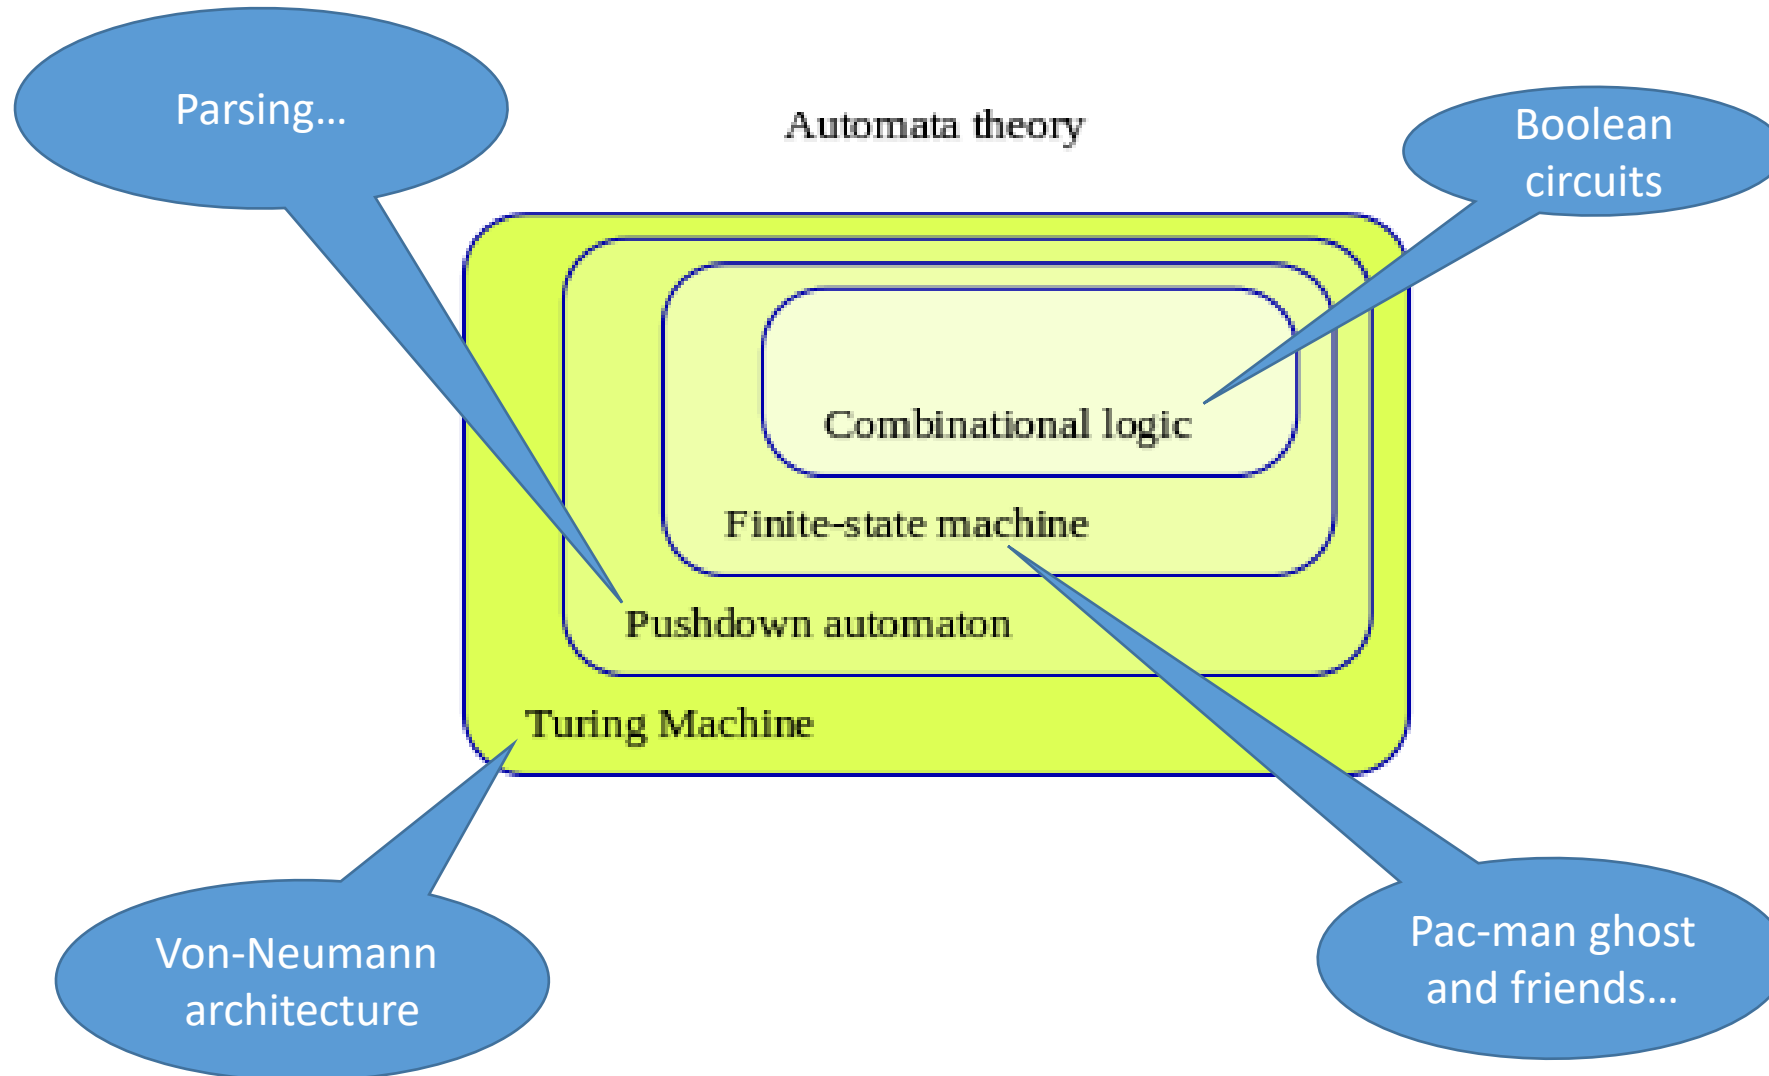 Parsing…
Automata theory
Boolean
circuits
Combinational logic
Finite-state machine
Pushdown automaton
Turing Machine
Von-Neumann
architecture
Pac-man ghost
and friends…